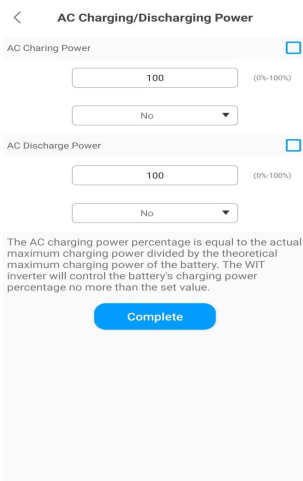 AC Charging/Discharging Power
AC Charing Power
100 (0%-100%)
No
AC Discharge Power
100 (0%-100%)
No
The AC charging power percentage is equal to the actual
maximum charging power divided by the theoretical
maximum charging power of the battery. The WIT
inverter will control the battery's charging power
percentage no more than the set value.
Complete